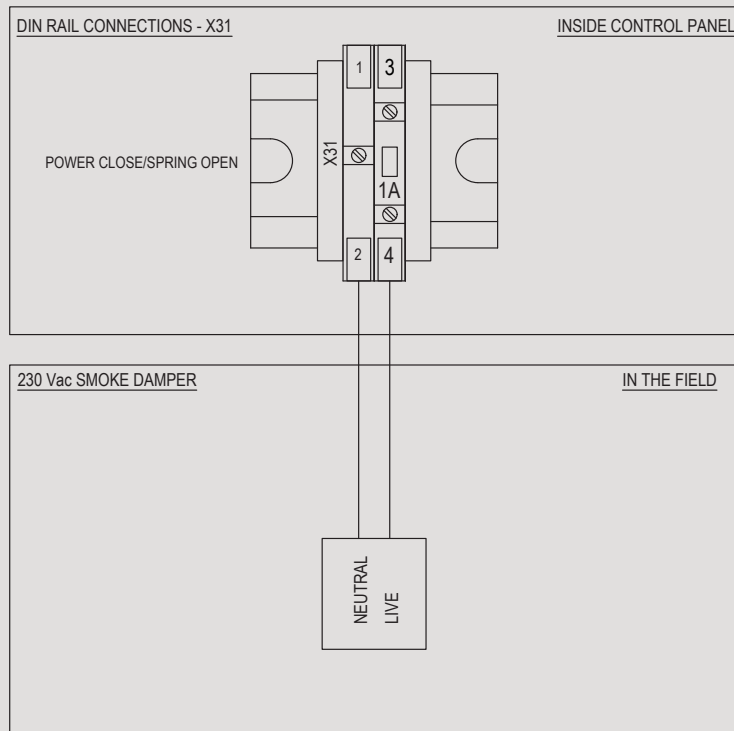 DIN RAIL CONNECTIONS - X31
INSIDE CONTROL PANEL
1
3
POWER CLOSE/SPRING OPEN
X31
1A
2
4
230 Vac SMOKE DAMPER
IN THE FIELD
NEUTRAL
LIVE